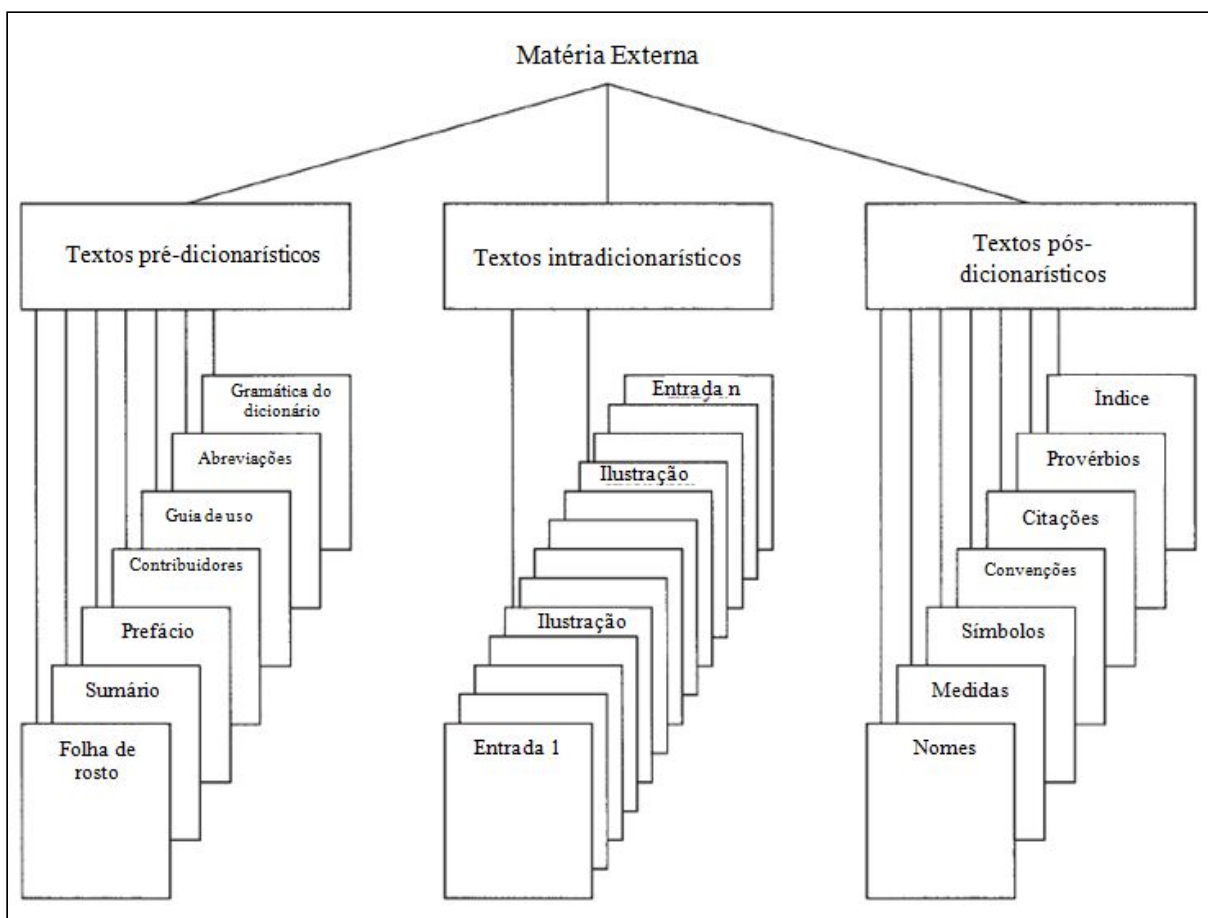 Matéria Externa
Textos pré-dicionarísticos
Textos intradicionarísticos
Textos pós-
dicionarísticos
Gramática do
dicionário
Abreviações
Guia de uso
Contribuidores
Prefácio
Sumário
Folha de
rosto
Entrada n
Ilustração
Ilustração
Entrada 1
Índice
Provérbios
Citações
Convenções
Símbolos
Medidas
Nomes